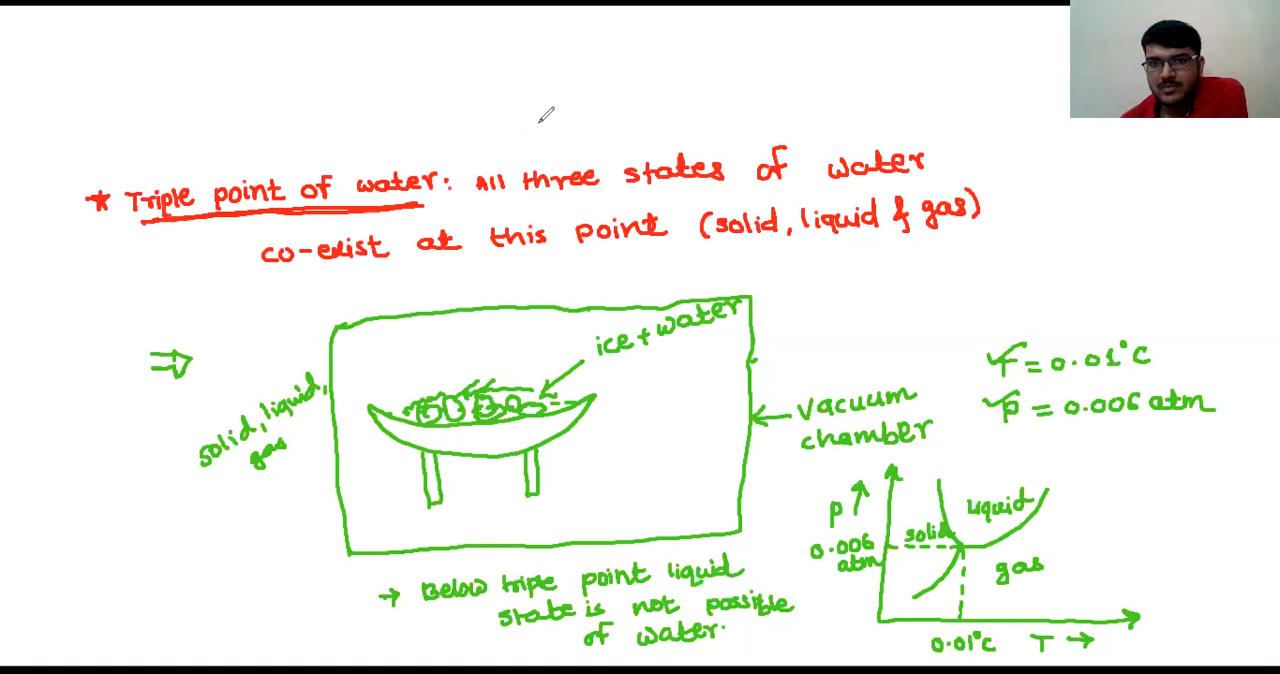 * Triple point of water: All three states of water
co-exist at this point (solid, liquid & gas)
⇒
ice + water
solid, liquid,
gas
Vacuum
chamber
T = 0.01°C
P = 0.006 atm
P ↑
liquid
solid
0.006
atm
gas
0.01°C T →
→ Below triple point liquid
state is not possible
of water.